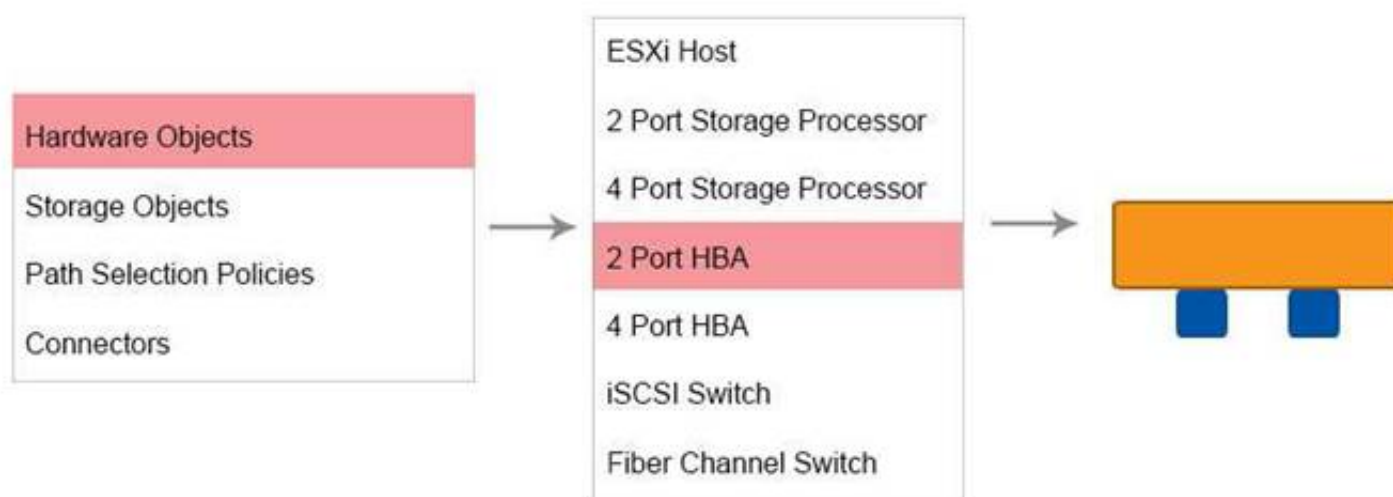 Hardware Objects
Storage Objects
Path Selection Policies
Connectors
ESXi Host
2 Port Storage Processor
4 Port Storage Processor
2 Port HBA
4 Port HBA
iSCSI Switch
Fiber Channel Switch